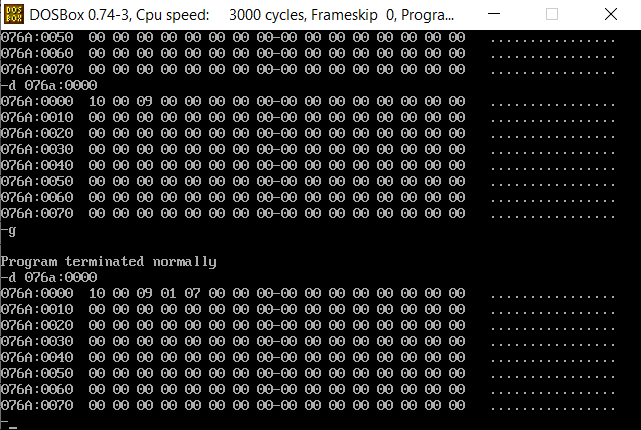 DOSBox 0.74-3, Cpu speed: 3000 cycles, Frameskip 0, Progra...
076A:0050 00 00 00 00 00 00 00 00-00 00 00 00 00 00 00 00 ................
076A:0060 00 00 00 00 00 00 00 00-00 00 00 00 00 00 00 00 ................
076A:0070 00 00 00 00 00 00 00 00-00 00 00 00 00 00 00 00 ................
-d 076a:0000
076A:0000 10 00 09 00 00 00 00 00-00 00 00 00 00 00 00 00 ................
076A:0010 00 00 00 00 00 00 00 00-00 00 00 00 00 00 00 00 ................
076A:0020 00 00 00 00 00 00 00 00-00 00 00 00 00 00 00 00 ................
076A:0030 00 00 00 00 00 00 00 00-00 00 00 00 00 00 00 00 ................
076A:0040 00 00 00 00 00 00 00 00-00 00 00 00 00 00 00 00 ................
076A:0050 00 00 00 00 00 00 00 00-00 00 00 00 00 00 00 00 ................
076A:0060 00 00 00 00 00 00 00 00-00 00 00 00 00 00 00 00 ................
076A:0070 00 00 00 00 00 00 00 00-00 00 00 00 00 00 00 00 ................
-g
Program terminated normally
-d 076a:0000
076A:0000 10 00 09 01 07 00 00 00-00 00 00 00 00 00 00 00 ................
076A:0010 00 00 00 00 00 00 00 00-00 00 00 00 00 00 00 00 ................
076A:0020 00 00 00 00 00 00 00 00-00 00 00 00 00 00 00 00 ................
076A:0030 00 00 00 00 00 00 00 00-00 00 00 00 00 00 00 00 ................
076A:0040 00 00 00 00 00 00 00 00-00 00 00 00 00 00 00 00 ................
076A:0050 00 00 00 00 00 00 00 00-00 00 00 00 00 00 00 00 ................
076A:0060 00 00 00 00 00 00 00 00-00 00 00 00 00 00 00 00 ................
076A:0070 00 00 00 00 00 00 00 00-00 00 00 00 00 00 00 00 ................
-_